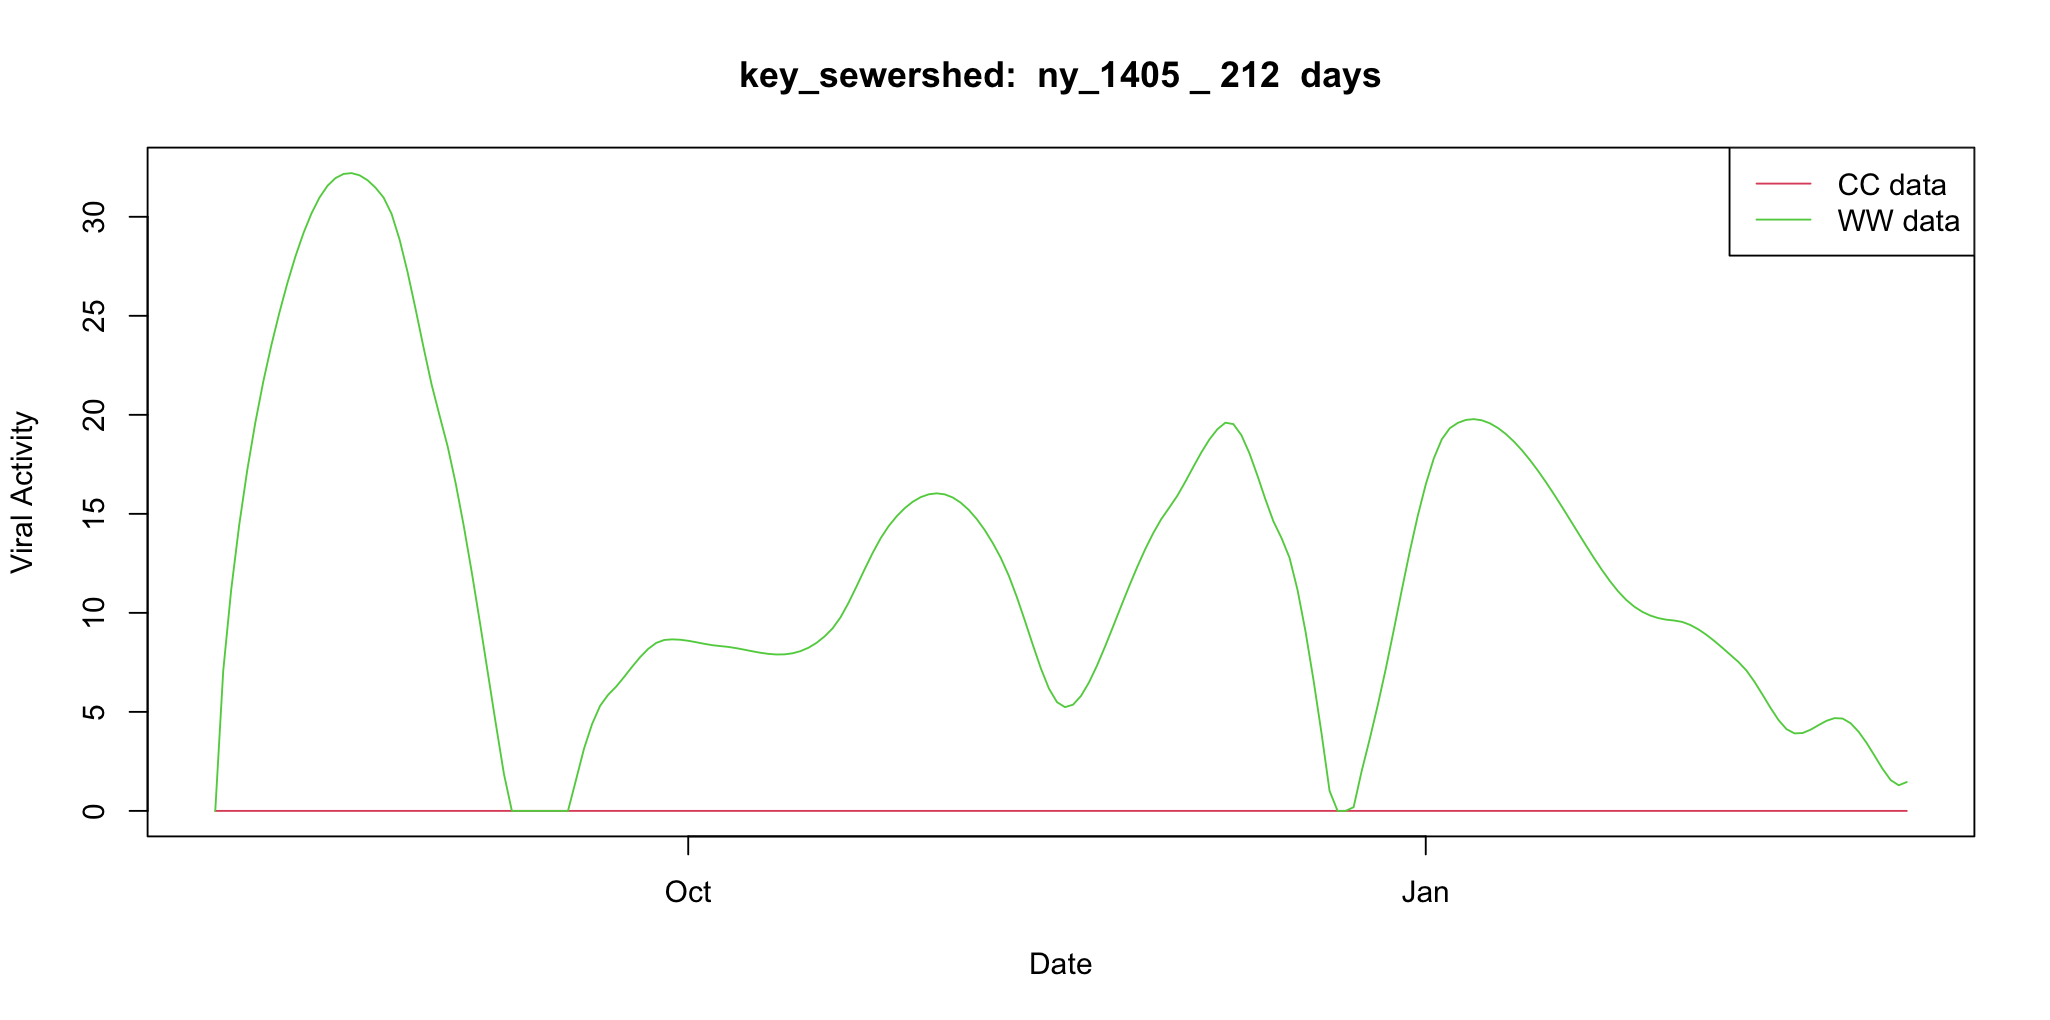 key_sewershed:  ny_1405 _ 212  days
CC data
WW data
Viral Activity
30
25
20
15
10
5
0
Oct
Jan
Date